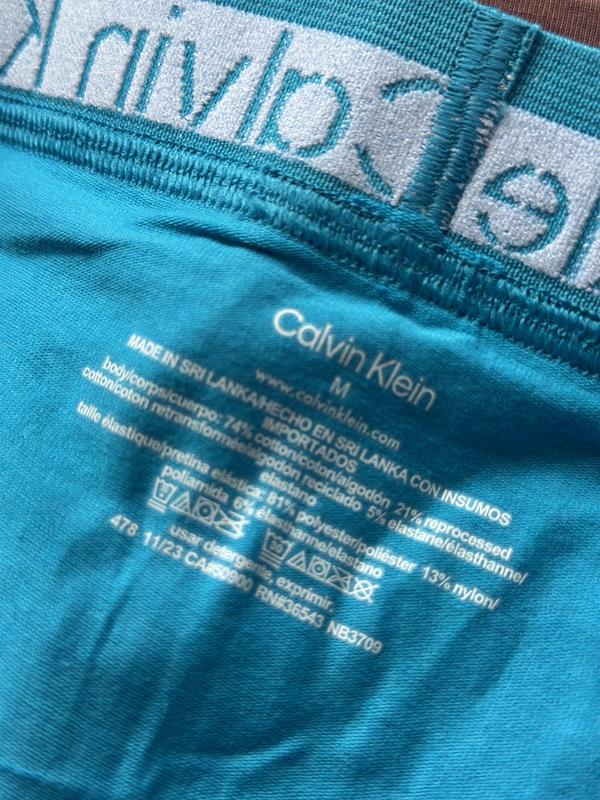 Calvin K
le
Calvin Klein
www.calvinklein.com
M
MADE IN SRI LANKA/HECHO EN SRI LANKA CON INSUMOS
IMPORTADOS
body/corps/cuerpo: 74% cotton/coton/algodón 21% reprocessed
cotton/coton retransformé/algodón reciclado 5% elastane/élasthanne/
elastano
taille élastique/pretina elástica: 81% polyester/poliéster 13% nylon/
poliamida 6% élasthanne/elastano
usar detergente, exprimir.
478 11/23 CA#50900 RN#36543 NB3709